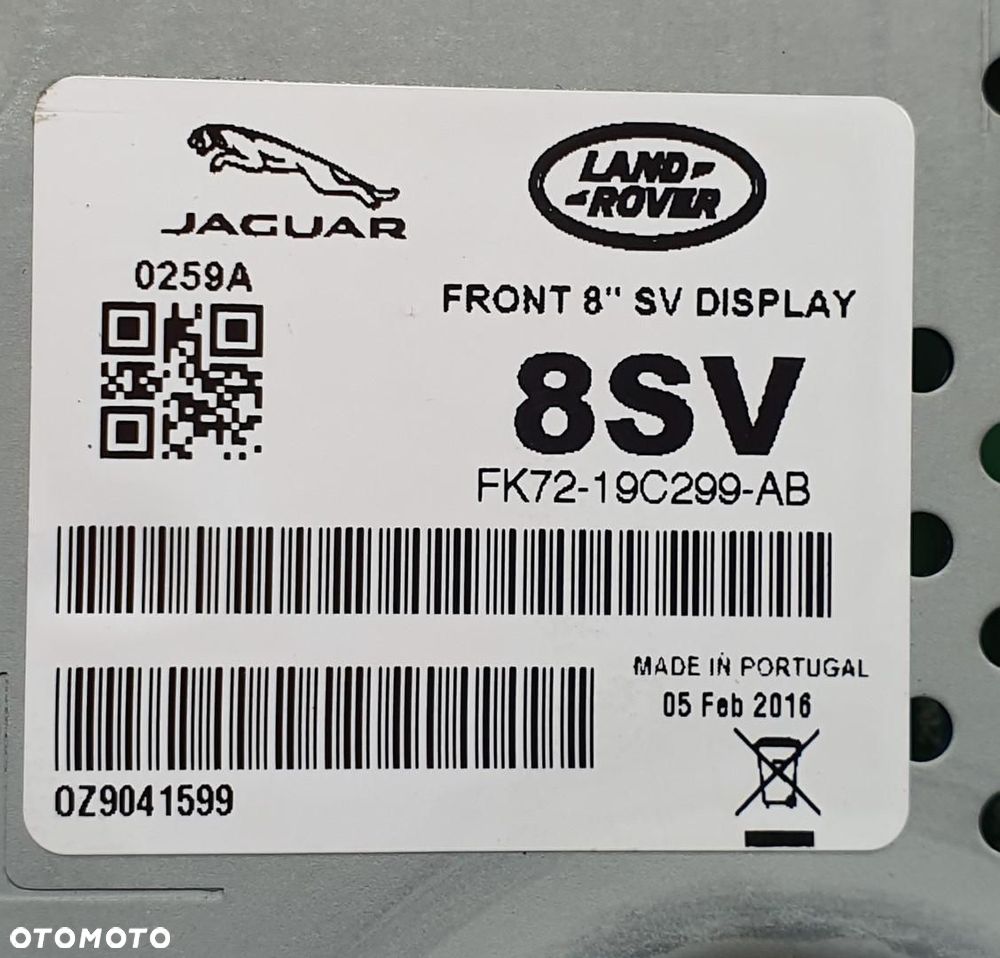 JAGUAR
LAND
ROVER
0259A
FRONT 8" SV DISPLAY
8SV
FK72-19C299-AB
MADE IN PORTUGAL
05 Feb 2016
0Z9041599
OTOMOTO